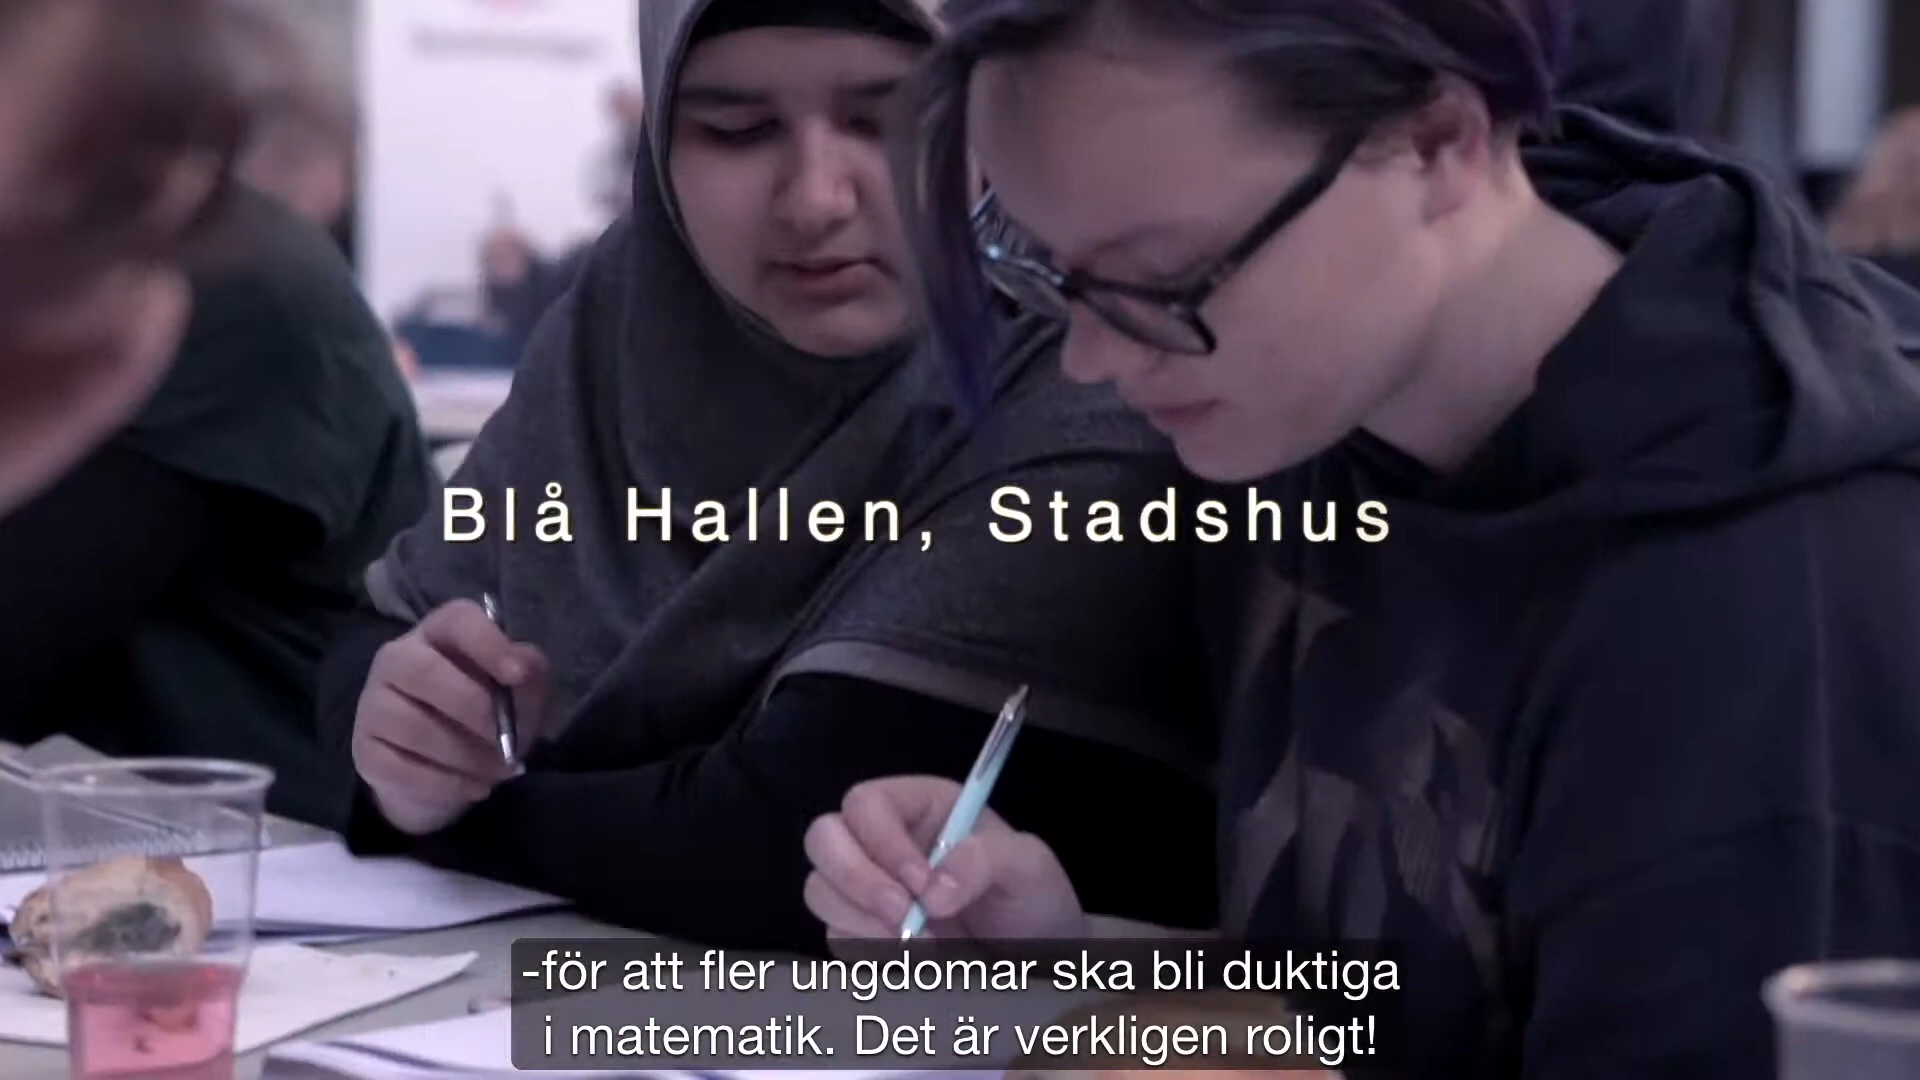 Blå Hallen, Stadshus
-för att fler ungdomar ska bli duktiga
i matematik. Det är verkligen roligt!